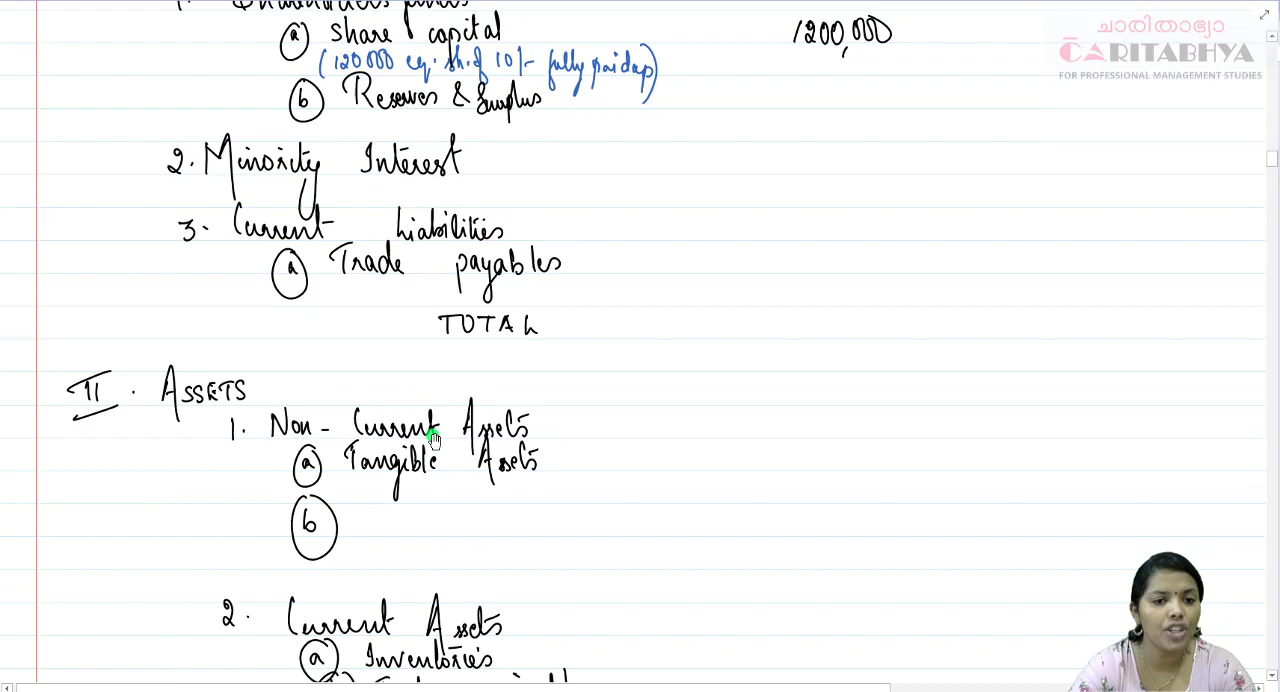 ചാരിതാഭ്യാ
CARITABHYA
FOR PROFESSIONAL MANAGEMENT STUDIES
a share capital 1200,000
(120000 eq. sh. of 10/- fully paid up)
b Reserves & Surplus
2. Minority Interest
3. Current Liabilities
a Trade payables
TOTAL
II. ASSETS
1. Non-Current Assets
a Tangible Assets
b
2. Current Assets
a Inventories